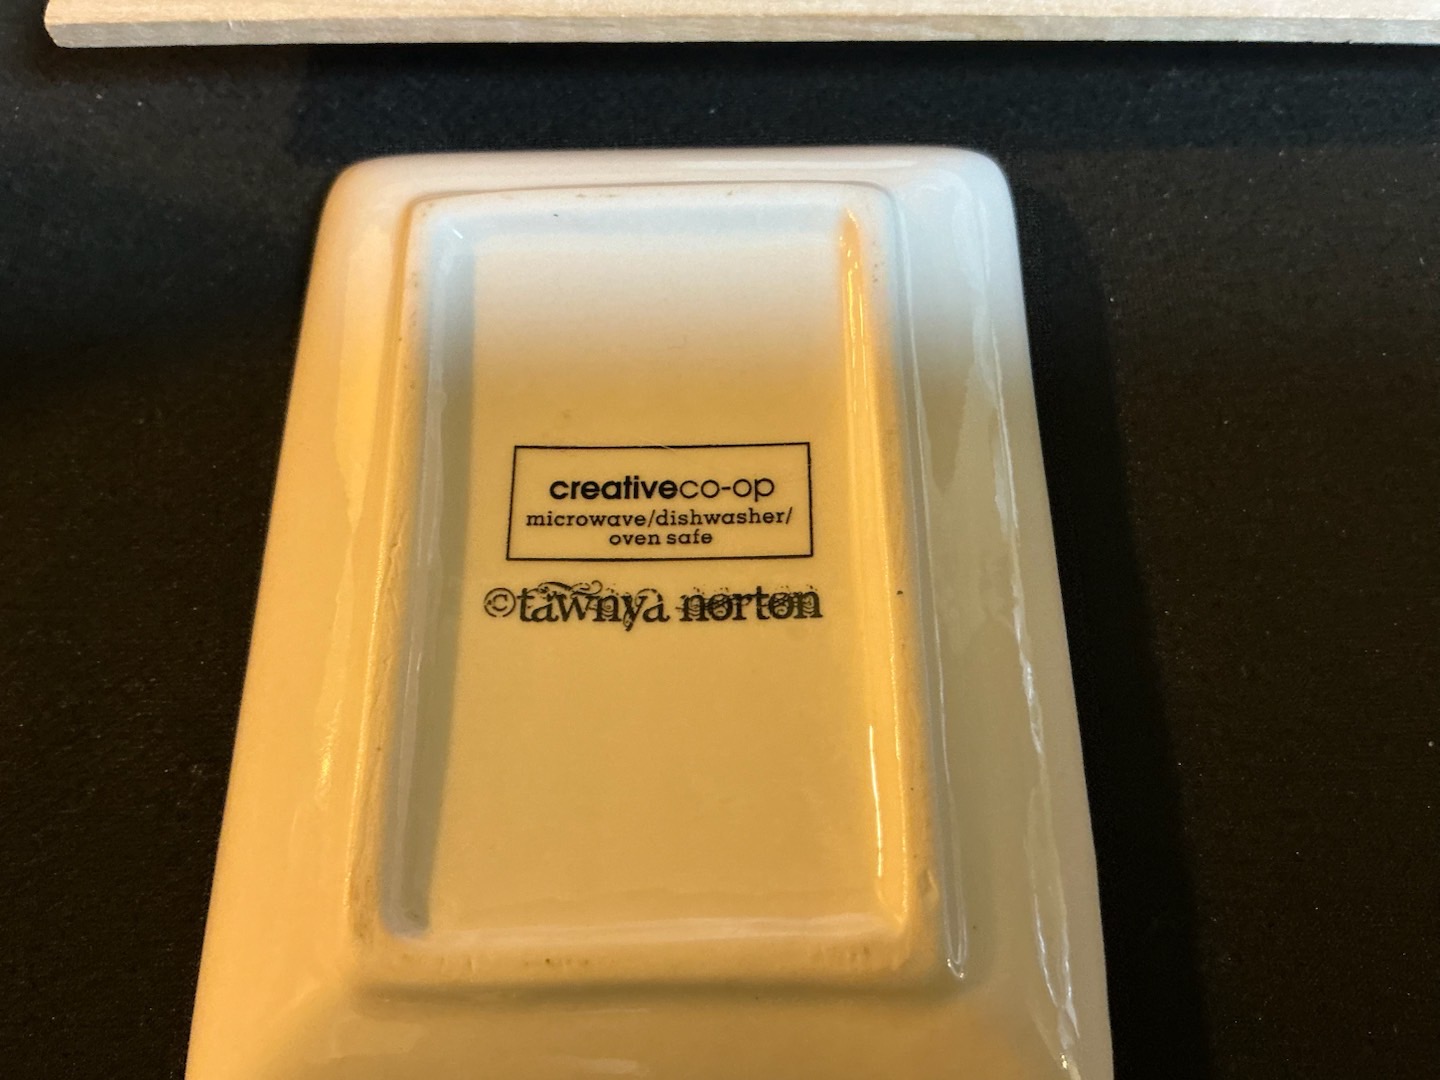 creativeco-op
microwave/dishwasher/
oven safe
©tawnya norton